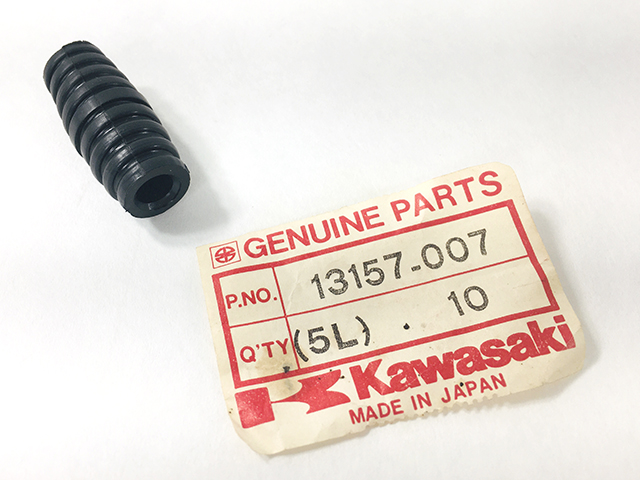 GENUINE PARTS
P.NO. 13157-007
Q'TY (5L) . 10
Kawasaki
MADE IN JAPAN